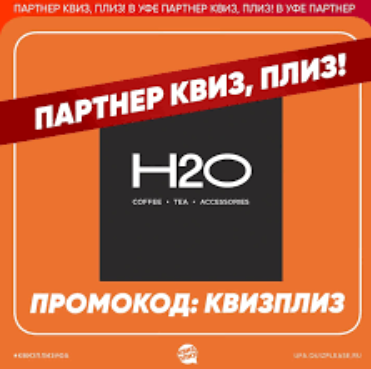 ПАРТНЕР КВИЗ, ПЛИЗ! В УФЕ ПАРТНЕР КВИЗ, ПЛИЗ! В УФЕ ПАРТНЕР
ПАРТНЕР КВИЗ, ПЛИЗ!
H2O
COFFEE • TEA • ACCESSORIES
ПРОМОКОД: КВИЗПЛИЗ
UFA.QUIZPLEASE.RU